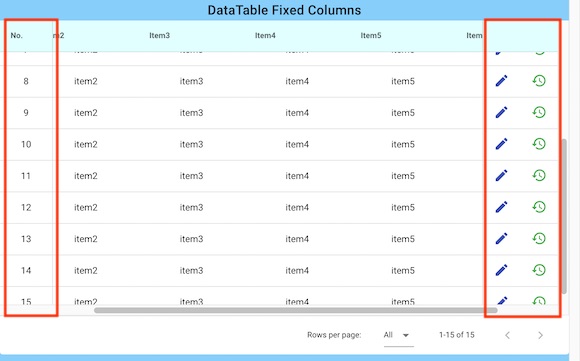 DataTable Fixed Columns
No. m2 Item3 Item4 Item5 Item
8 item2 item3 item4 item5
9 item2 item3 item4 item5
10 item2 item3 item4 item5
11 item2 item3 item4 item5
12 item2 item3 item4 item5
13 item2 item3 item4 item5
14 item2 item3 item4 item5
15 item2 item3 item4 item5
Rows per page: All 1-15 of 15